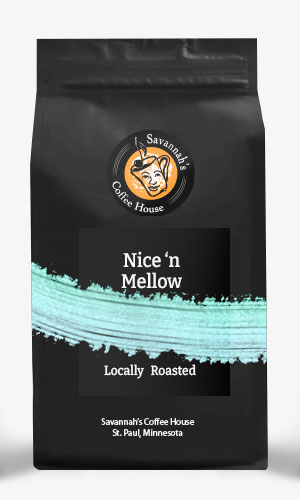 Savannah's
Coffee House
Nice 'n
Mellow
Locally Roasted
Savannah's Coffee House
St. Paul, Minnesota